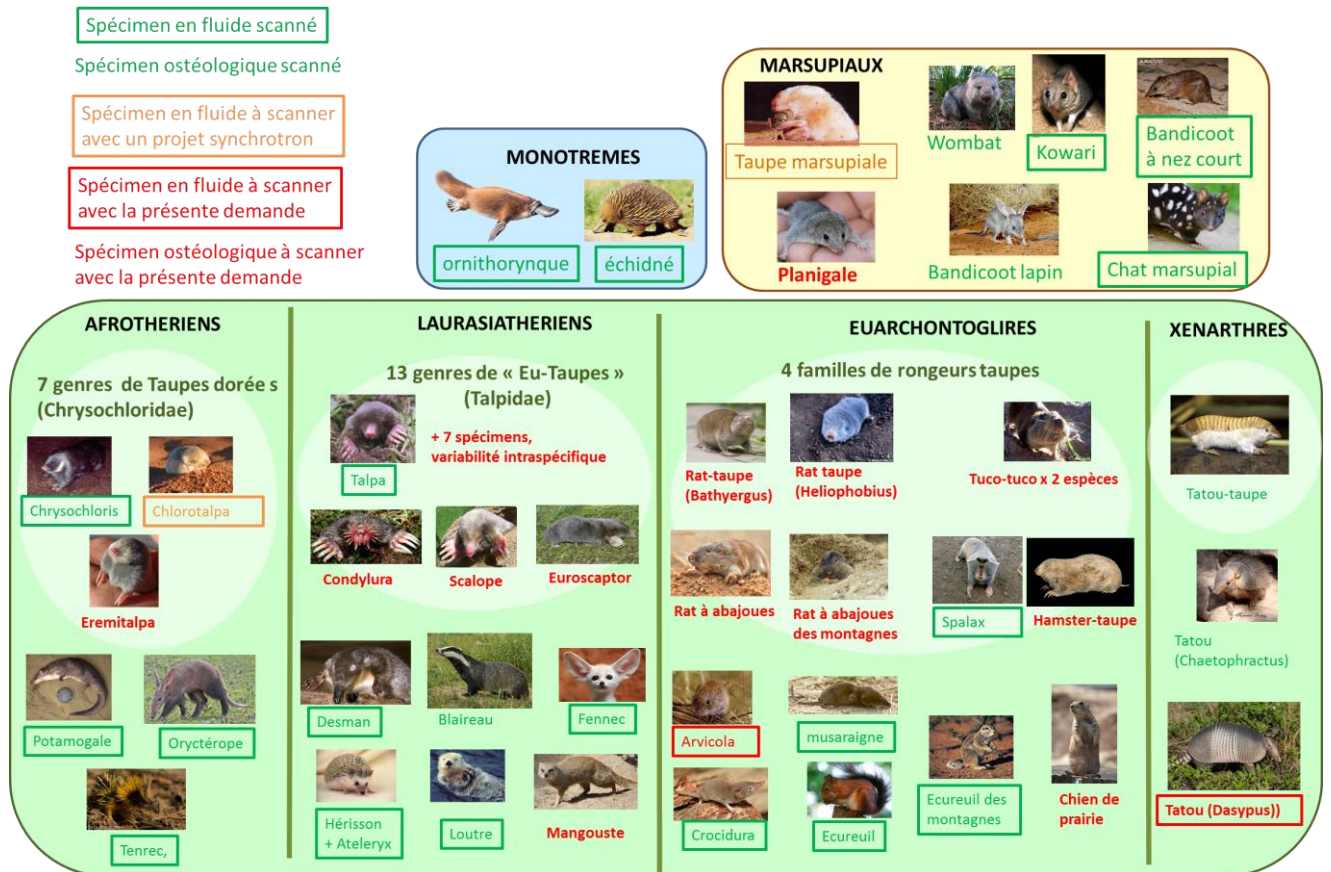 Spécimen en fluide scanné
Spécimen ostéologique scanné
Spécimen en fluide à scanner
avec un projet synchrotron
Spécimen en fluide à scanner
avec la présente demande
Spécimen ostéologique à scanner
avec la présente demande
MONOTREMES
ornithorynque
échidné
MARSUPIAUX
Taupe marsupiale
Wombat
Kowari
Bandicoot
à nez court
Planigale
Bandicoot lapin
Chat marsupial
AFROTHERIENS
7 genres de Taupes dorée s
(Chrysochloridae)
Chrysochloris
Chlorotalpa
Eremitalpa
Potamogale
Oryctérope
Tenrec,
LAURASIATHERIENS
13 genres de « Eu-Taupes »
(Talpidae)
Talpa
+ 7 spécimens,
variabilité intraspécifique
Condylura
Scalope
Euroscaptor
Desman
Blaireau
Fennec
Hérisson
+ Ateleryx
Loutre
Mangouste
EUARCHONTOGLIRES
4 familles de rongeurs taupes
Rat-taupe
(Bathyergus)
Rat taupe
(Heliophobius)
Tuco-tuco x 2 espèces
Rat à abajoues
Rat à abajoues
des montagnes
Spalax
Hamster-taupe
Arvicola
musaraigne
Crocidura
Ecureuil
Ecureuil des
montagnes
Chien de
prairie
XENARTHRES
Tatou-taupe
Tatou
(Chaetophractus)
Tatou (Dasypus))